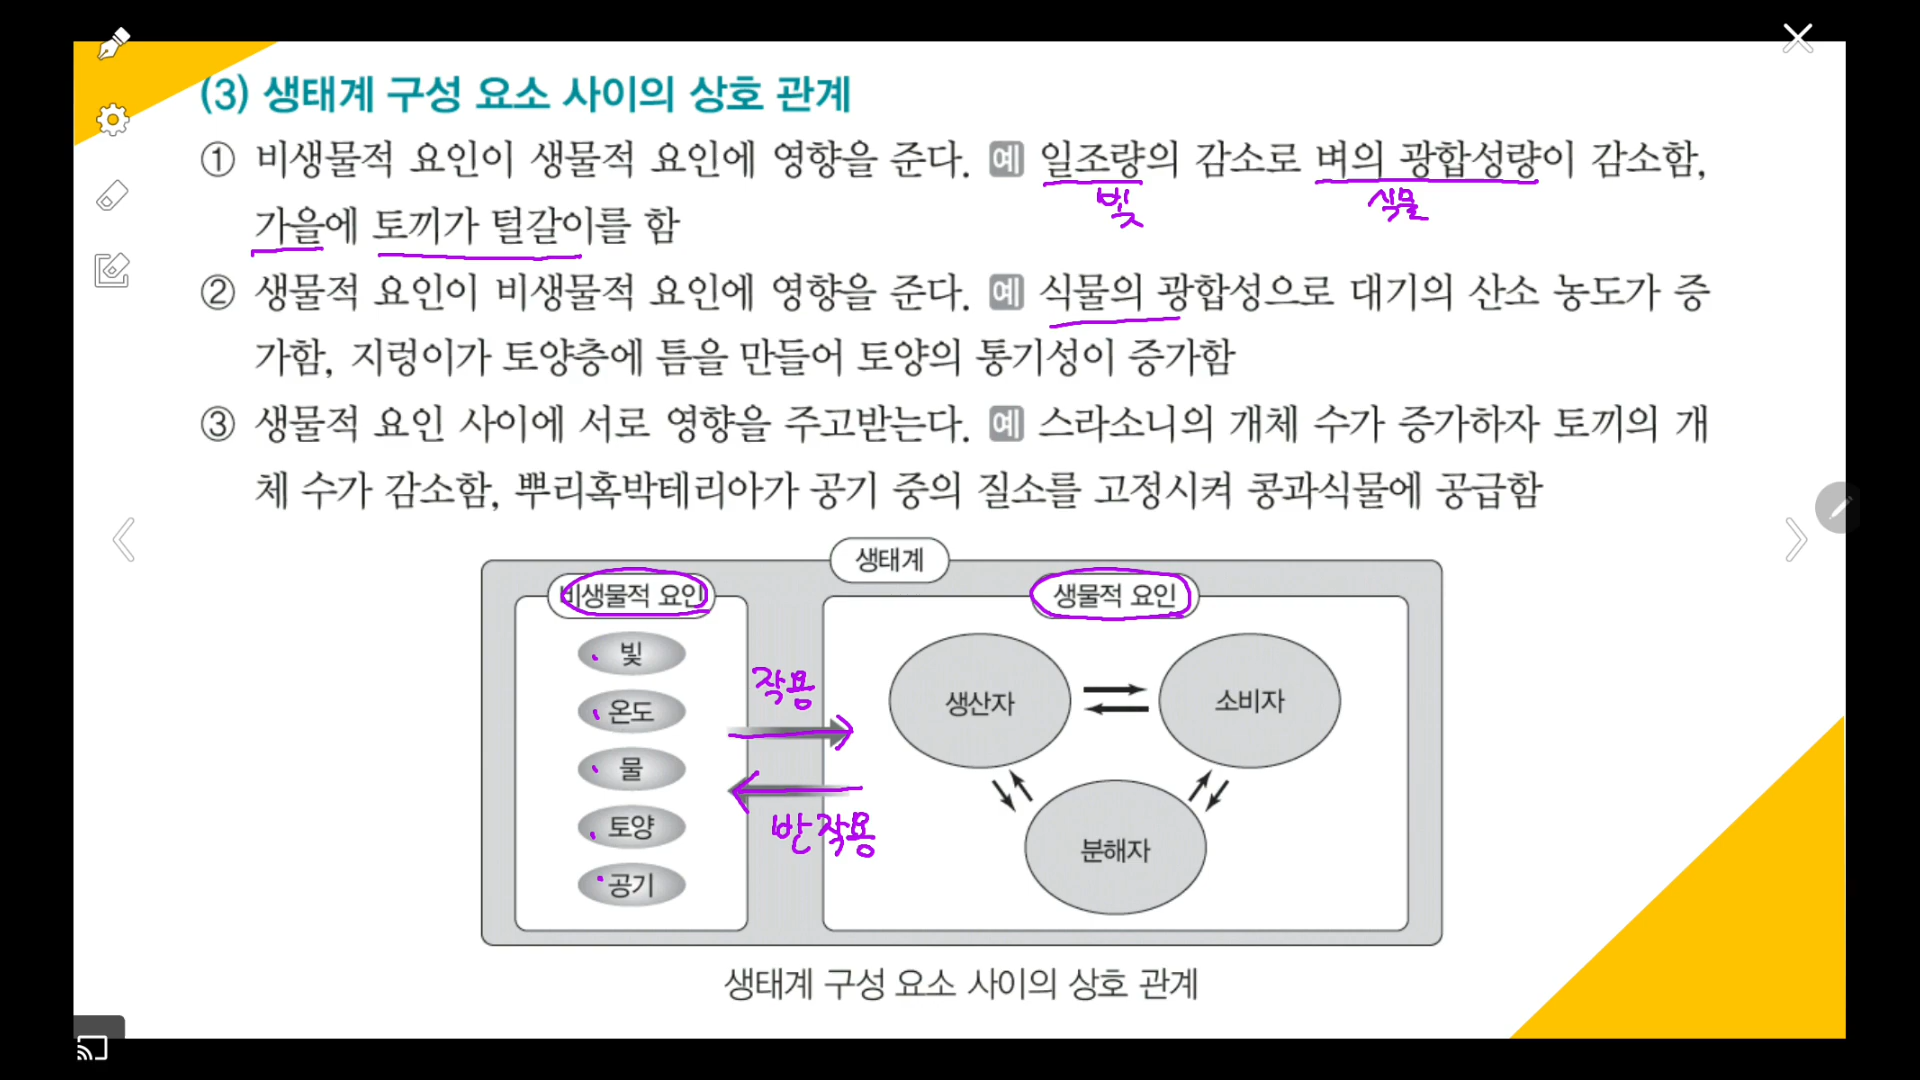 (3) 생태계 구성 요소 사이의 상호 관계
① 비생물적 요인이 생물적 요인에 영향을 준다. 예 일조량의 감소로 벼의 광합성량이 감소함,
빛 식물
가을에 토끼가 털갈이를 함
② 생물적 요인이 비생물적 요인에 영향을 준다. 예 식물의 광합성으로 대기의 산소 농도가 증
가함, 지렁이가 토양층에 틈을 만들어 토양의 통기성이 증가함
③ 생물적 요인 사이에 서로 영향을 주고받는다. 예 스라소니의 개체 수가 증가하자 토끼의 개
체 수가 감소함, 뿌리혹박테리아가 공기 중의 질소를 고정시켜 콩과식물에 공급함
생태계
비생물적 요인
생물적 요인
빛
온도
물
토양
공기
작용
반작용
생산자
소비자
분해자
생태계 구성 요소 사이의 상호 관계